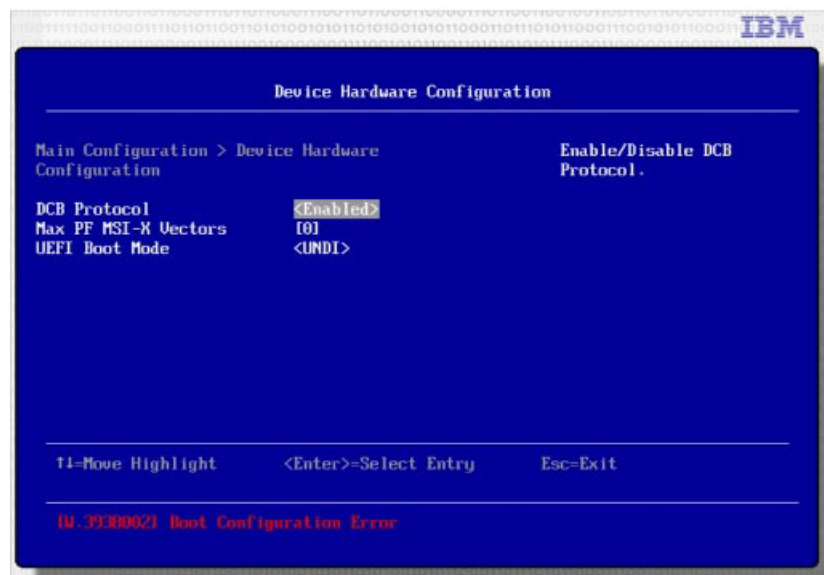 IBM
Device Hardware Configuration
Main Configuration > Device Hardware
Configuration
Enable/Disable DCB
Protocol.
DCB Protocol <Enabled>
Max PF MSI-X Vectors [0]
UEFI Boot Mode <UNDI>
↑↓=Move Highlight <Enter>=Select Entry Esc=Exit
[W.3938002] Boot Configuration Error